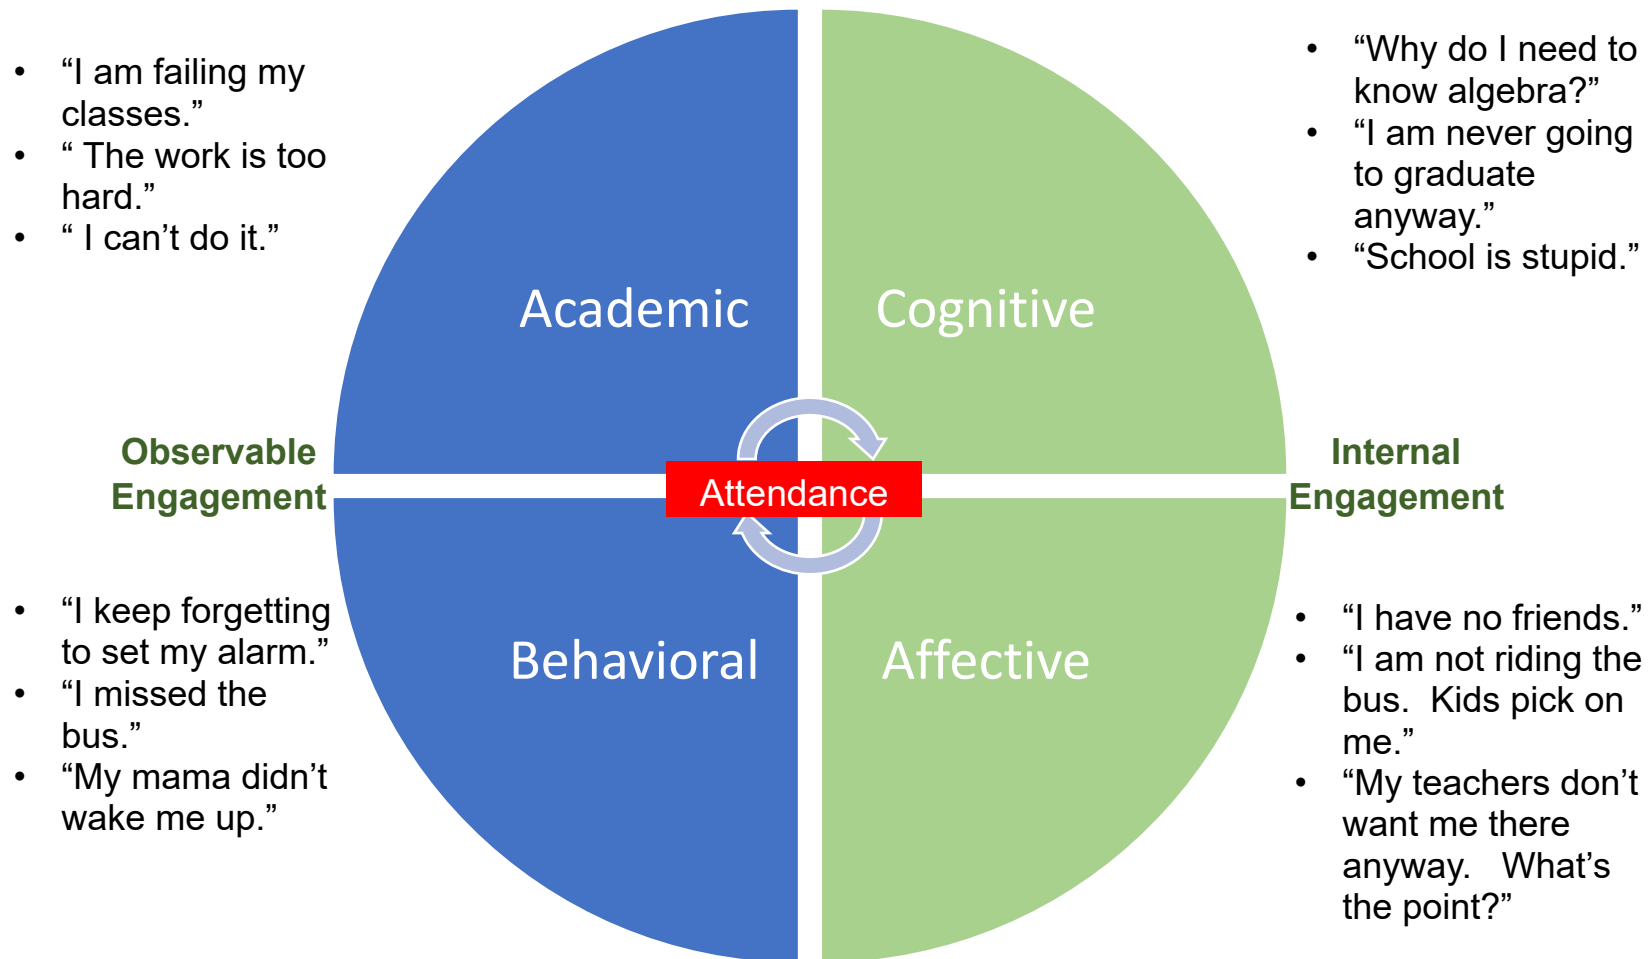 • “I am failing my
classes.”
• “ The work is too
hard.”
• “ I can’t do it.”
• “Why do I need to
know algebra?”
• “I am never going
to graduate
anyway.”
• “School is stupid.”
Academic
Cognitive
Observable
Engagement
Attendance
Internal
Engagement
• “I keep forgetting
to set my alarm.”
• “I missed the
bus.”
• “My mama didn’t
wake me up.”
Behavioral
Affective
• “I have no friends.”
• “I am not riding the
bus.  Kids pick on
me.”
• “My teachers don’t
want me there
anyway.   What’s
the point?”